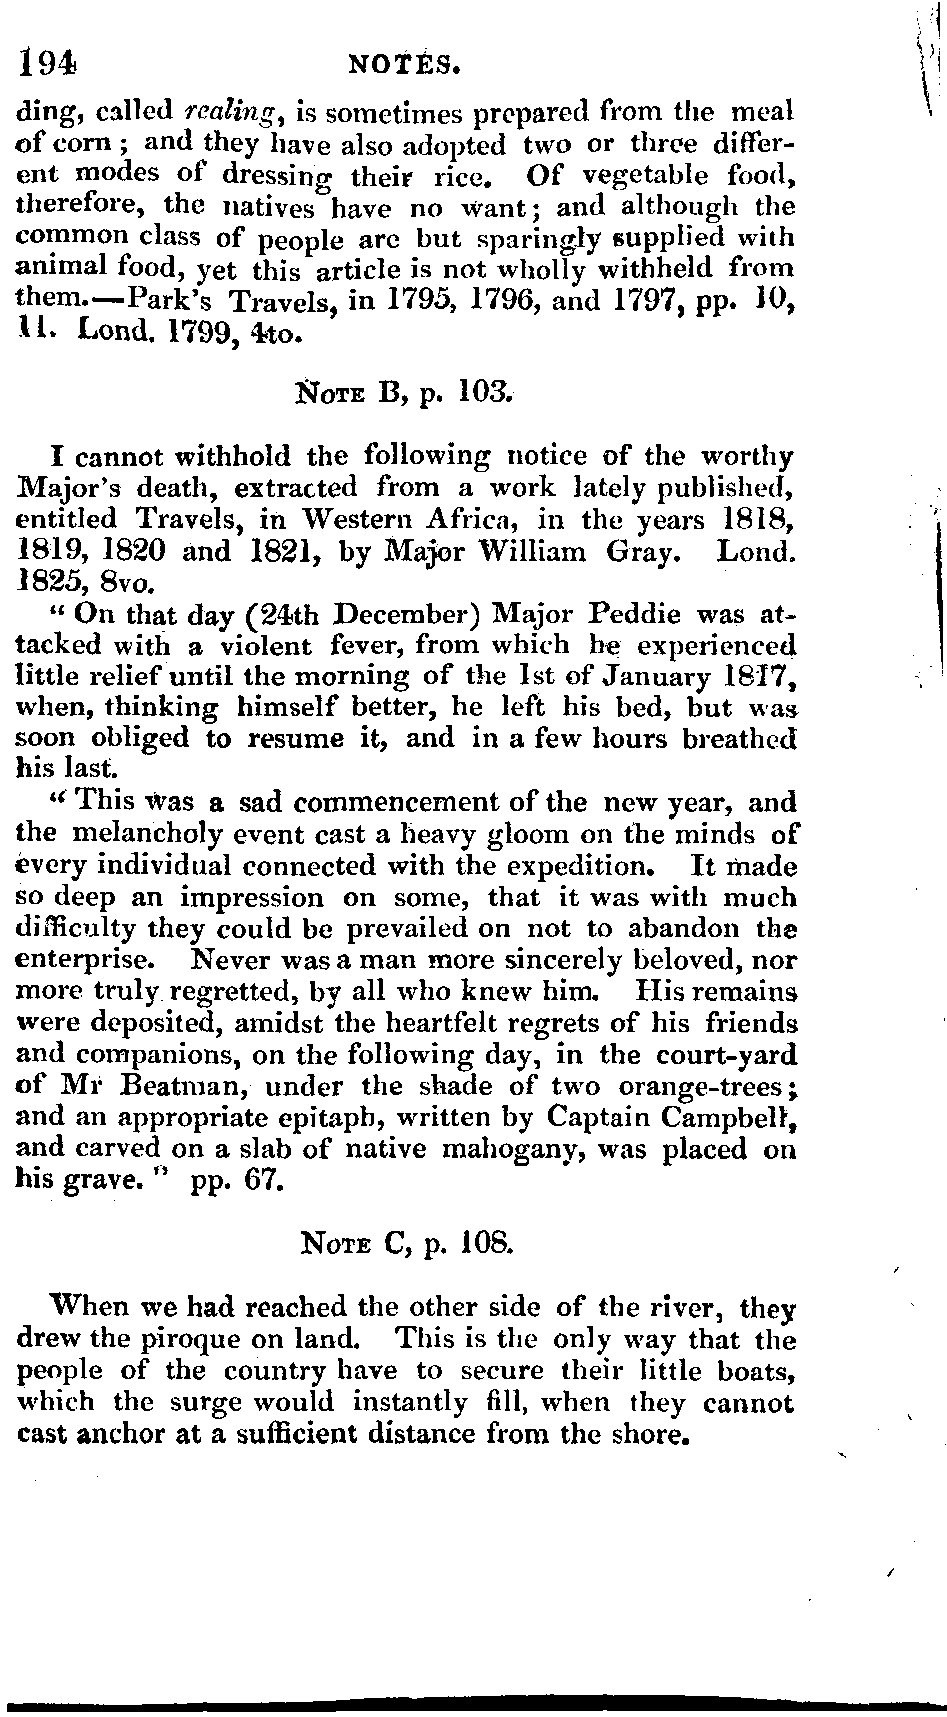 194 NOTES.
ding, called realing, is sometimes prepared from the meal
of corn; and they have also adopted two or three differ-
ent modes of dressing their rice. Of vegetable food,
therefore, the natives have no want; and although the
common class of people are but sparingly supplied with
animal food, yet this article is not wholly withheld from
them.—Park's Travels, in 1795, 1796, and 1797, pp. 10,
11. Lond. 1799, 4to.
NOTE B, p. 103.
I cannot withhold the following notice of the worthy
Major's death, extracted from a work lately published,
entitled Travels, in Western Africa, in the years 1818,
1819, 1820 and 1821, by Major William Gray. Lond.
1825, 8vo.
"On that day (24th December) Major Peddie was at-
tacked with a violent fever, from which he experienced
little relief until the morning of the 1st of January 1817,
when, thinking himself better, he left his bed, but was
soon obliged to resume it, and in a few hours breathed
his last.
"This was a sad commencement of the new year, and
the melancholy event cast a heavy gloom on the minds of
every individual connected with the expedition. It made
so deep an impression on some, that it was with much
difficulty they could be prevailed on not to abandon the
enterprise. Never was a man more sincerely beloved, nor
more truly regretted, by all who knew him. His remains
were deposited, amidst the heartfelt regrets of his friends
and companions, on the following day, in the court-yard
of Mr Beatman, under the shade of two orange-trees;
and an appropriate epitaph, written by Captain Campbell,
and carved on a slab of native mahogany, was placed on
his grave." pp. 67.
NOTE C, p. 108.
When we had reached the other side of the river, they
drew the piroque on land. This is the only way that the
people of the country have to secure their little boats,
which the surge would instantly fill, when they cannot
cast anchor at a sufficient distance from the shore.